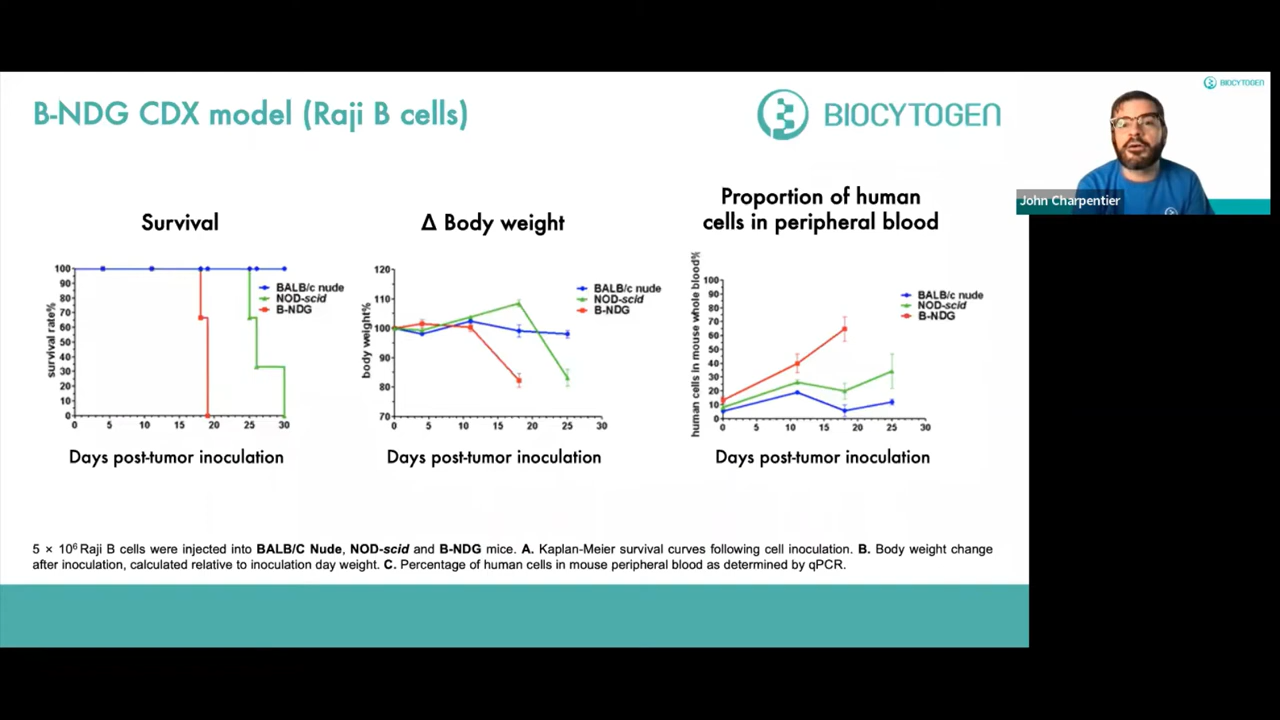 B-NDG CDX model (Raji B cells)
BIOCYTOGEN
BIOCYTOGEN
John Charpentier
Survival
Δ Body weight
Proportion of human
cells in peripheral blood
survival rate%
100
90
80
70
60
50
40
30
20
10
0
0 5 10 15 20 25 30
BALB/c nude
NOD-scid
B-NDG
Days post-tumor inoculation
body weight%
120
110
100
90
80
70
0 5 10 15 20 25 30
BALB/c nude
NOD-scid
B-NDG
Days post-tumor inoculation
human cells in mouse whole blood%
100
90
80
70
60
50
40
30
20
10
0
0 5 10 15 20 25 30
BALB/c nude
NOD-scid
B-NDG
Days post-tumor inoculation
5 × 10⁶ Raji B cells were injected into BALB/C Nude, NOD-scid and B-NDG mice. A. Kaplan-Meier survival curves following cell inoculation. B. Body weight change
after inoculation, calculated relative to inoculation day weight. C. Percentage of human cells in mouse peripheral blood as determined by qPCR.